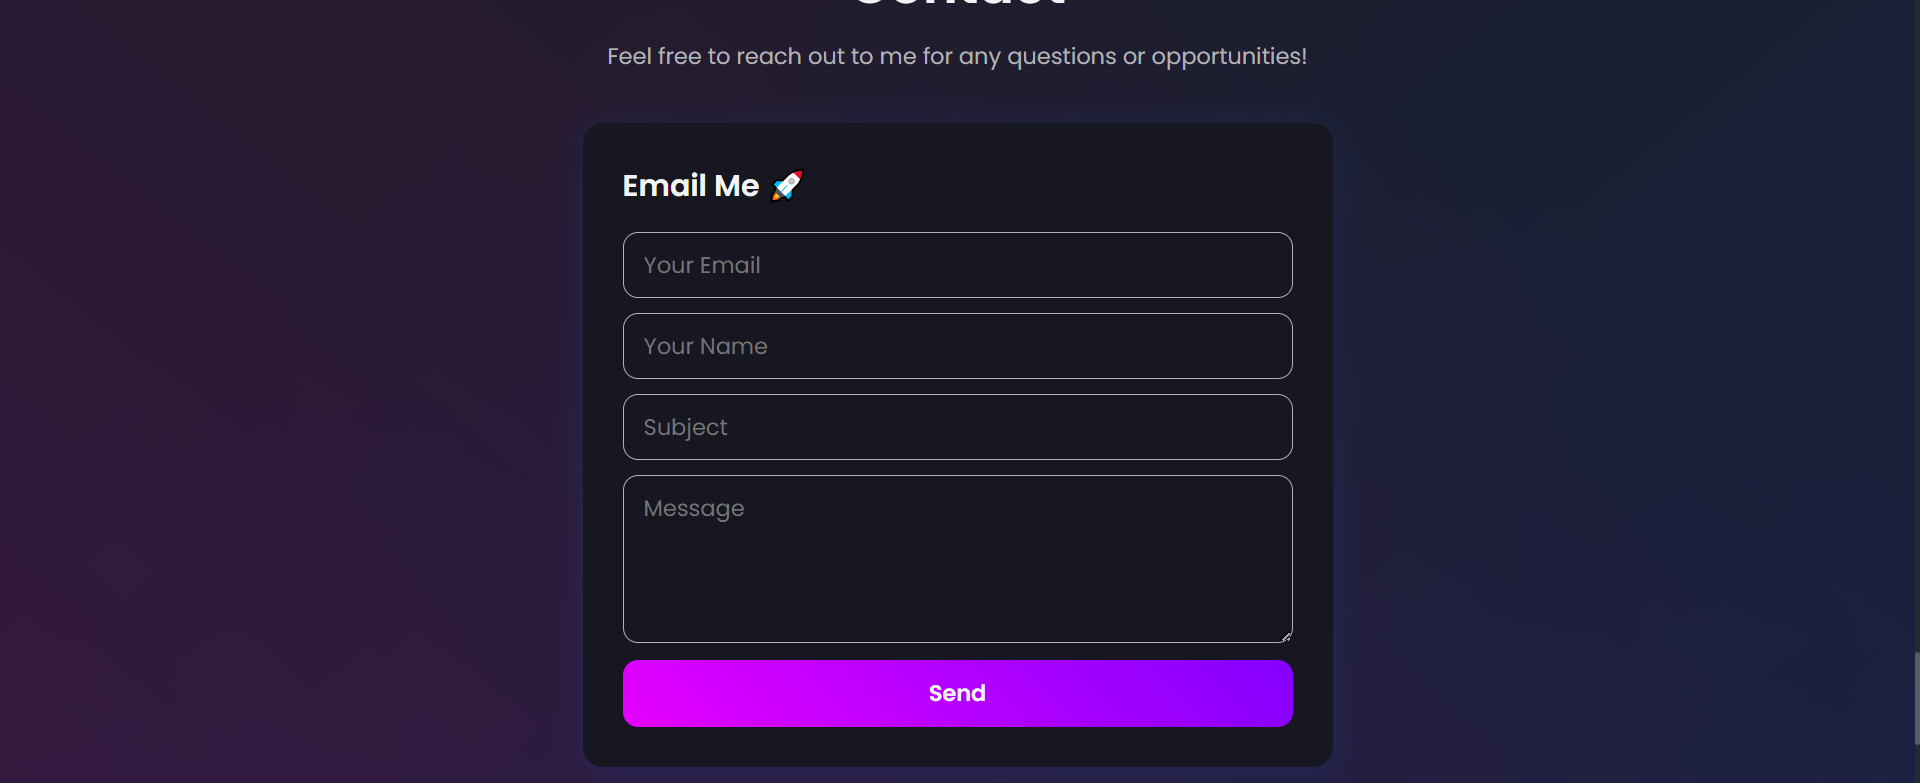 Contact
Feel free to reach out to me for any questions or opportunities!
Email Me 🚀
Your Email
Your Name
Subject
Message
Send